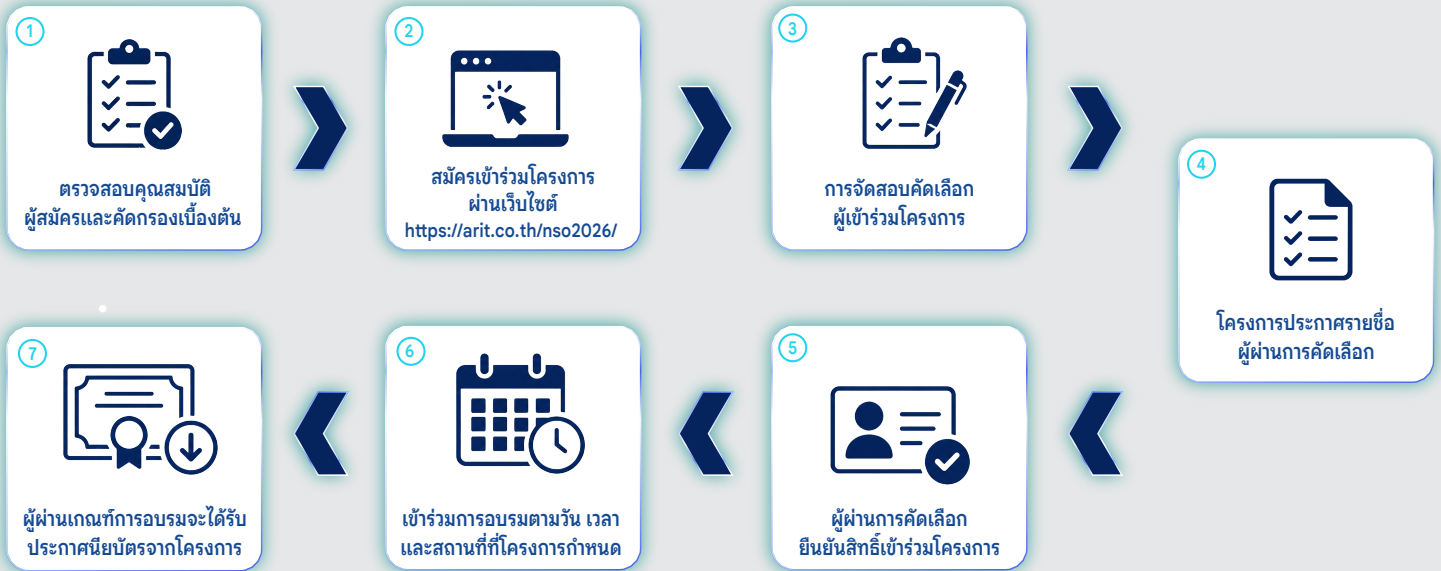 1
ตรวจสอบคุณสมบัติ
ผู้สมัครและคัดกรองเบื้องต้น
2
สมัครเข้าร่วมโครงการ
ผ่านเว็บไซต์
https://arit.co.th/nso2026/
3
การจัดสอบคัดเลือก
ผู้เข้าร่วมโครงการ
4
โครงการประกาศรายชื่อ
ผู้ผ่านการคัดเลือก
5
ผู้ผ่านการคัดเลือก
ยืนยันสิทธิ์เข้าร่วมโครงการ
6
เข้าร่วมการอบรมตามวัน เวลา
และสถานที่ที่โครงการกำหนด
7
ผู้ผ่านเกณฑ์การอบรมจะได้รับ
ประกาศนียบัตรจากโครงการ